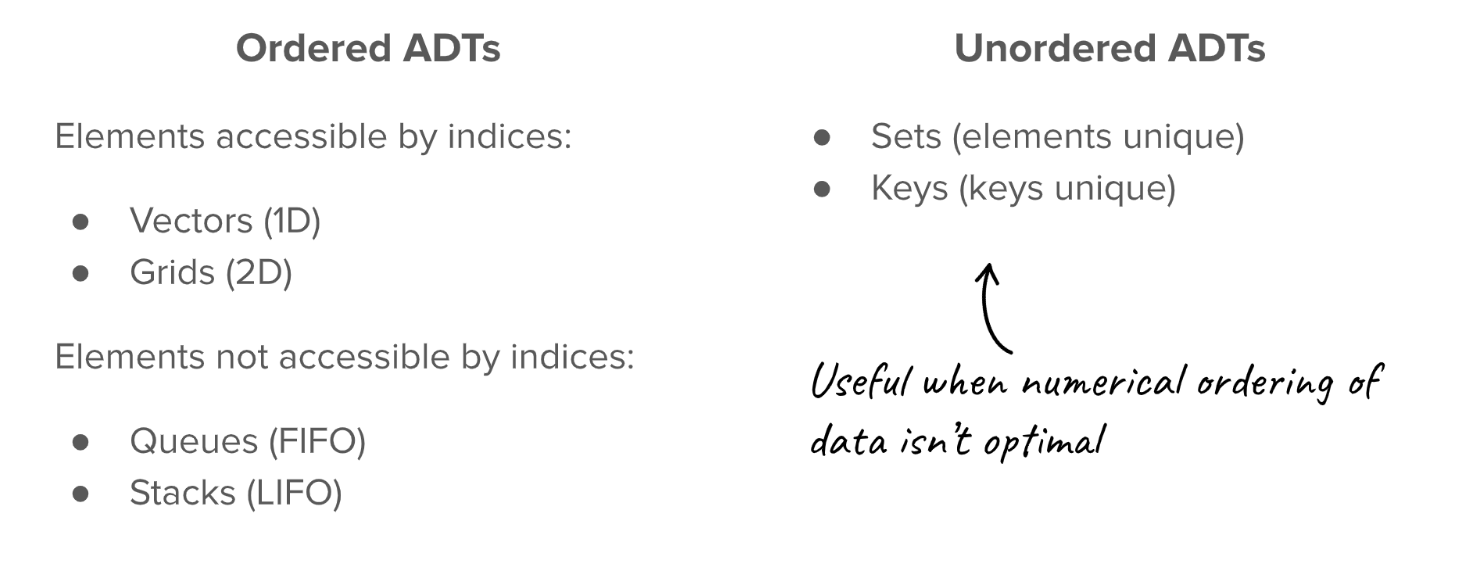 Ordered ADTs
Elements accessible by indices:
● Vectors (1D)
● Grids (2D)
Elements not accessible by indices:
● Queues (FIFO)
● Stacks (LIFO)
Unordered ADTs
● Sets (elements unique)
● Keys (keys unique)
Useful when numerical ordering of
data isn't optimal